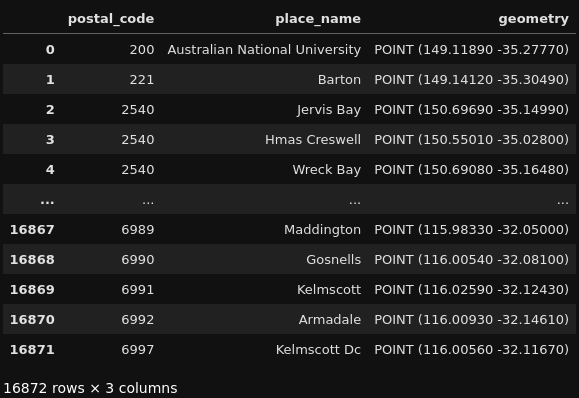 postal_code place_name geometry
0 200 Australian National University POINT (149.11890 -35.27770)
1 221 Barton POINT (149.14120 -35.30490)
2 2540 Jervis Bay POINT (150.69690 -35.14990)
3 2540 Hmas Creswell POINT (150.55010 -35.02800)
4 2540 Wreck Bay POINT (150.69080 -35.16480)
... ... ... ...
16867 6989 Maddington POINT (115.98330 -32.05000)
16868 6990 Gosnells POINT (116.00540 -32.08100)
16869 6991 Kelmscott POINT (116.02590 -32.12430)
16870 6992 Armadale POINT (116.00930 -32.14610)
16871 6997 Kelmscott Dc POINT (116.00560 -32.11670)
16872 rows × 3 columns